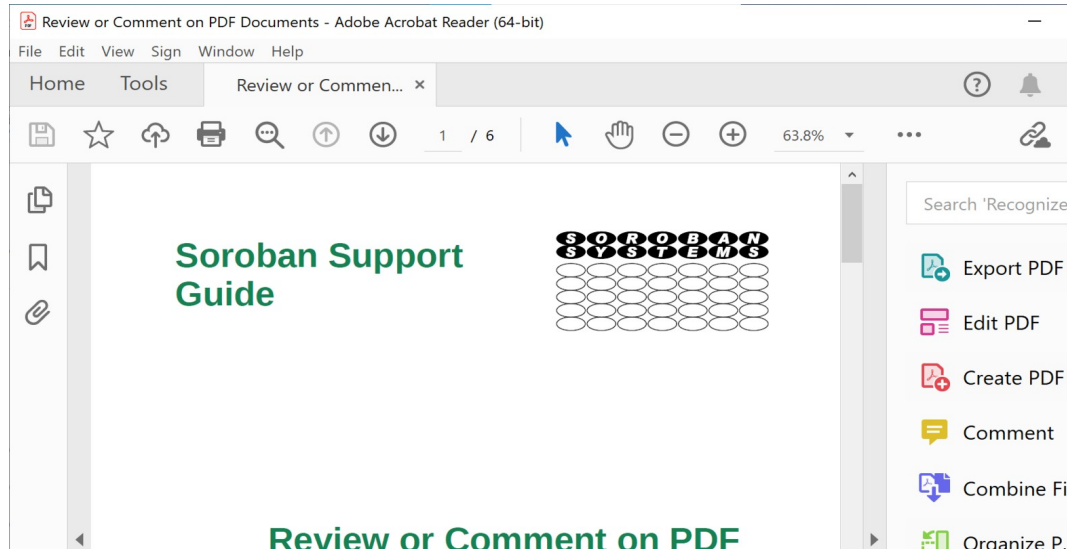 Review or Comment on PDF Documents - Adobe Acrobat Reader (64-bit)
File Edit View Sign Window Help
Home Tools Review or Commen... ×
1 / 6 63.8%
Search 'Recognize
Soroban Support
Guide
SOROBAN
SYSTEMS
Export PDF
Edit PDF
Create PDF
Comment
Combine Fi
Organize P.
Review or Comment on PDF